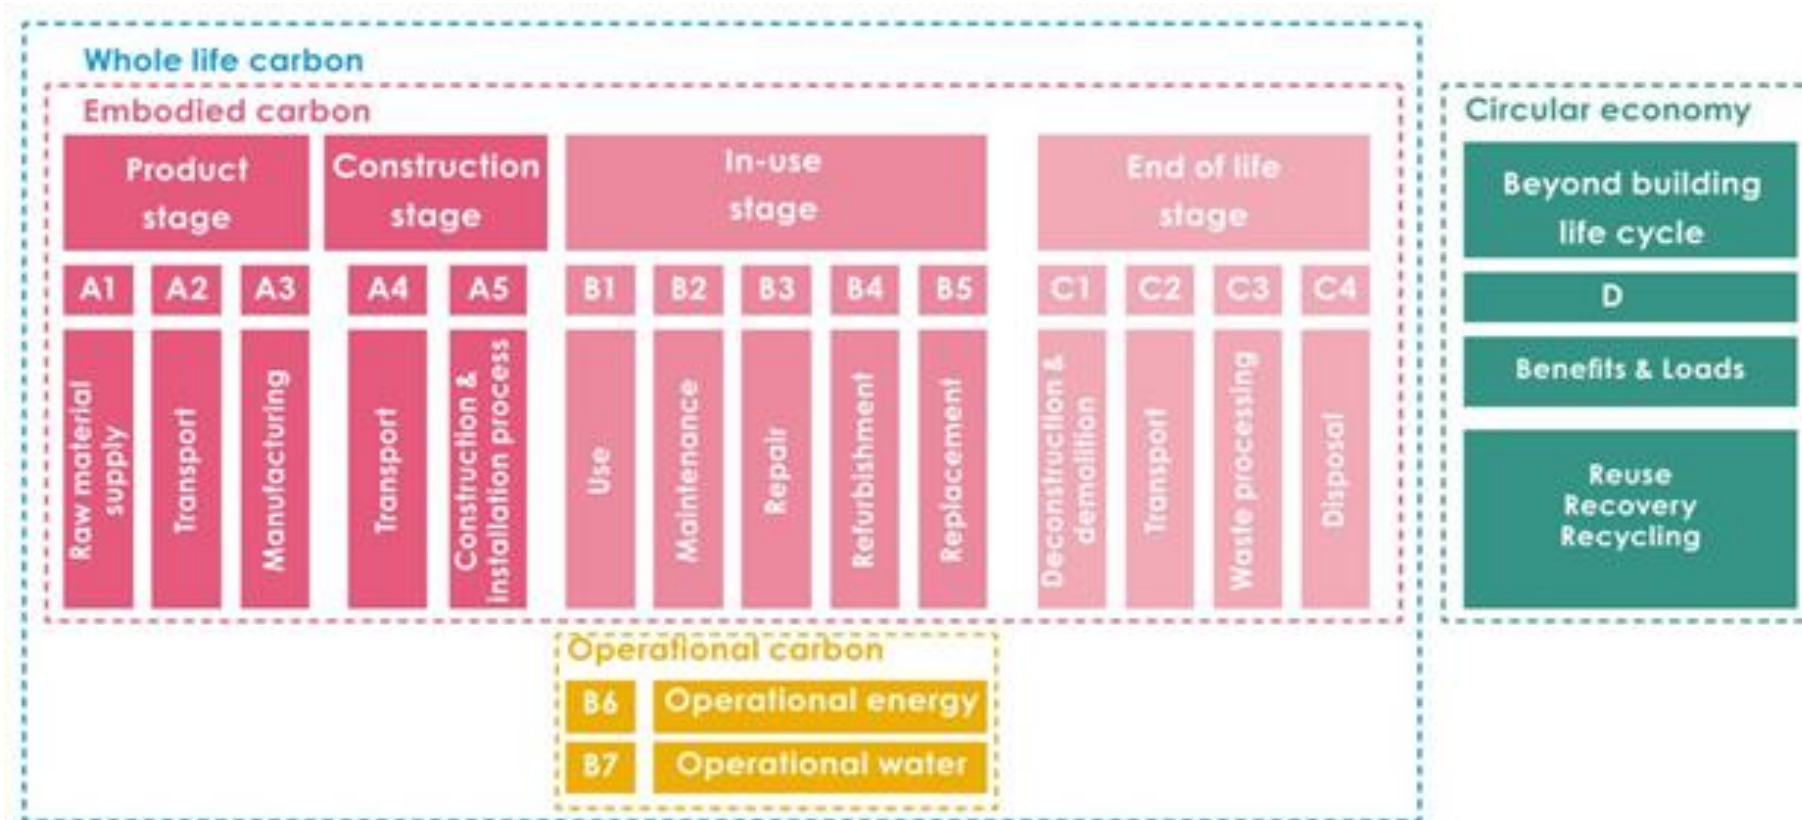 Whole life carbon
Embodied carbon
Circular economy
Product
stage
Construction
stage
In-use
stage
End of life
stage
Beyond building
life cycle
A1
A2
A3
A4
A5
B1
B2
B3
B4
B5
C1
C2
C3
C4
D
Raw material
supply
Transport
Manufacturing
Transport
Construction &
installation process
Use
Maintenance
Repair
Refurbishment
Replacement
Deconstruction &
demolition
Transport
Waste processing
Disposal
Benefits & Loads
Reuse
Recovery
Recycling
Operational carbon
B6
Operational energy
B7
Operational water